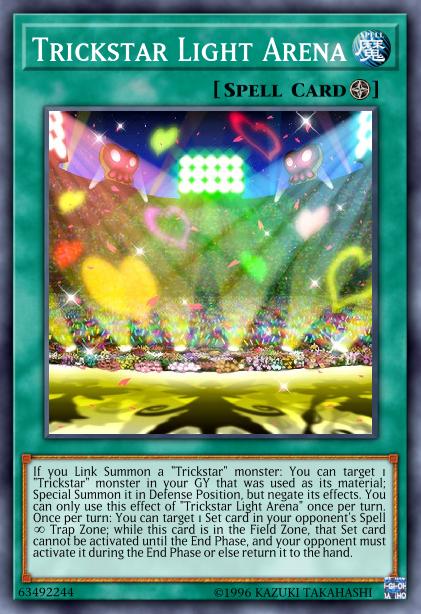 TRICKSTAR LIGHT ARENA
SPELL
魔
[SPELL CARD]
If you Link Summon a "Trickstar" monster: You can target 1
"Trickstar" monster in your GY that was used as its material;
Special Summon it in Defense Position, but negate its effects. You
can only use this effect of "Trickstar Light Arena" once per turn.
Once per turn: You can target 1 Set card in your opponent's Spell
∞ Trap Zone; while this card is in the Field Zone, that Set card
cannot be activated until the End Phase, and your opponent must
activate it during the End Phase or else return it to the hand.
63492244
©1996 KAZUKI TAKAHASHI